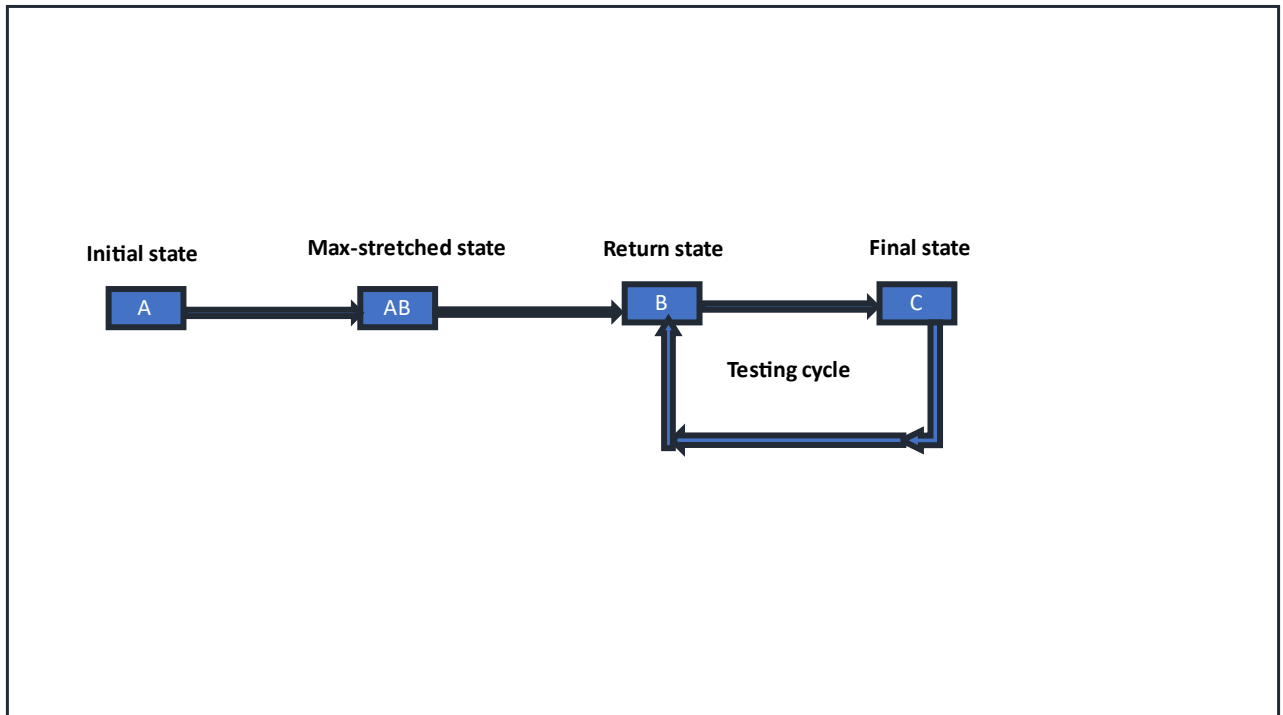 Initial state
Max-stretched state
Return state
Final state
A
AB
B
C
Testing cycle